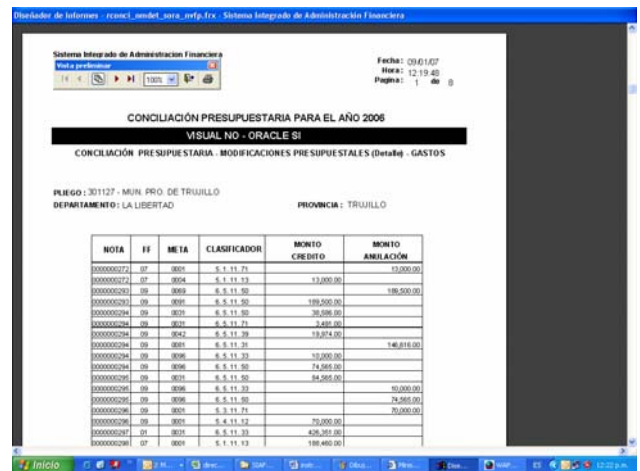 Diseñador de Informes - rconci_nmdet_sora_nvfp.frx - Sistema Integrado de Administración Financiera
Sistema Integrado de Administracion Financiera
Vista preliminar
100%
Fecha: 09/01/07
Hora: 12:19:48
Pagina: 1 de 8
CONCILIACIÓN PRESUPUESTARIA PARA EL AÑO 2006
VISUAL NO - ORACLE SI
CONCILIACIÓN PRESUPUESTARIA - MODIFICACIONES PRESUPUESTALES (Detalle) - GASTOS
PLIEGO : 301127 - MUN. PRO. DE TRUJILLO
DEPARTAMENTO : LA LIBERTAD PROVINCIA : TRUJILLO
NOTA FF META CLASIFICADOR MONTO CREDITO MONTO ANULACIÓN
0000000272 07 0001 5. 1. 11. 71 13,000.00
0000000272 07 0004 5. 1. 11. 13 13,000.00
0000000293 09 0069 6. 5. 11. 50 189,500.00
0000000293 09 0091 6. 5. 11. 50 189,500.00
0000000294 09 0031 6. 5. 11. 50 38,586.00
0000000294 09 0031 6. 5. 11. 71 3,491.00
0000000294 09 0042 6. 5. 11. 39 19,974.00
0000000294 09 0081 6. 5. 11. 31 146,616.00
0000000294 09 0096 6. 5. 11. 33 10,000.00
0000000294 09 0096 6. 5. 11. 50 74,565.00
0000000295 09 0031 6. 5. 11. 50 84,565.00
0000000295 09 0096 6. 5. 11. 33 10,000.00
0000000295 09 0096 6. 5. 11. 50 74,565.00
0000000296 09 0001 5. 3. 11. 71 70,000.00
0000000296 09 0001 5. 4. 11. 12 70,000.00
0000000297 01 0031 6. 5. 11. 33 426,351.00
0000000298 07 0001 5. 1. 11. 13 188,460.00
Inicio
ES
12:22 p.m.